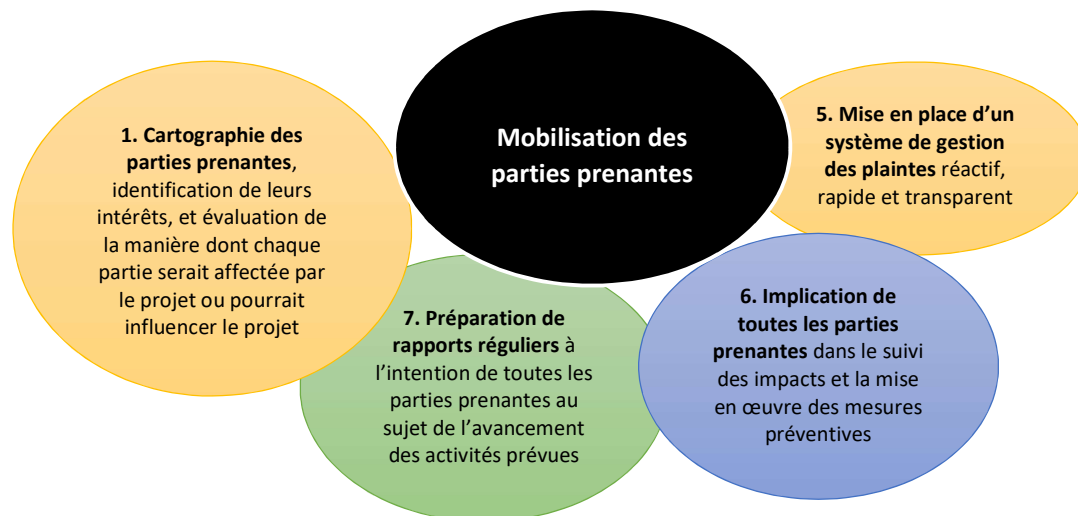 Mobilisation des
parties prenantes
1. Cartographie des
parties prenantes,
identification de leurs
intérêts, et évaluation de
la manière dont chaque
partie serait affectée par
le projet ou pourrait
influencer le projet
5. Mise en place d’un
système de gestion
des plaintes réactif,
rapide et transparent
6. Implication de
toutes les parties
prenantes dans le suivi
des impacts et la mise
en œuvre des mesures
préventives
7. Préparation de
rapports réguliers à
l’intention de toutes les
parties prenantes au
sujet de l’avancement
des activités prévues